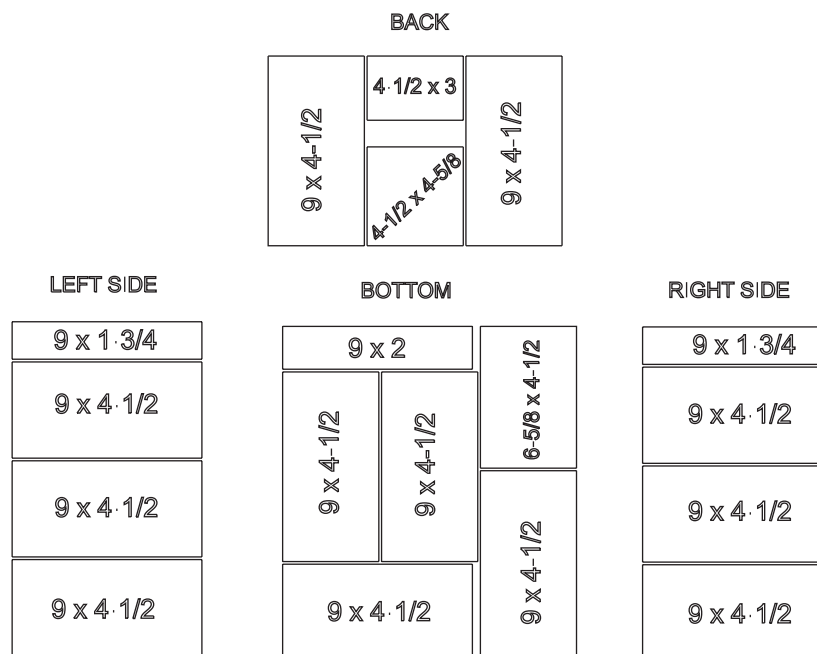 BACK
9 x 4-1/2
4-1/2 x 3
4-1/2 x 4-5/8
9 x 4-1/2
LEFT SIDE
9 x 1-3/4
9 x 4-1/2
9 x 4-1/2
9 x 4-1/2
BOTTOM
9 x 2
6-5/8 x 4-1/2
9 x 4-1/2
9 x 4-1/2
9 x 4-1/2
9 x 4-1/2
RIGHT SIDE
9 x 1-3/4
9 x 4-1/2
9 x 4-1/2
9 x 4-1/2